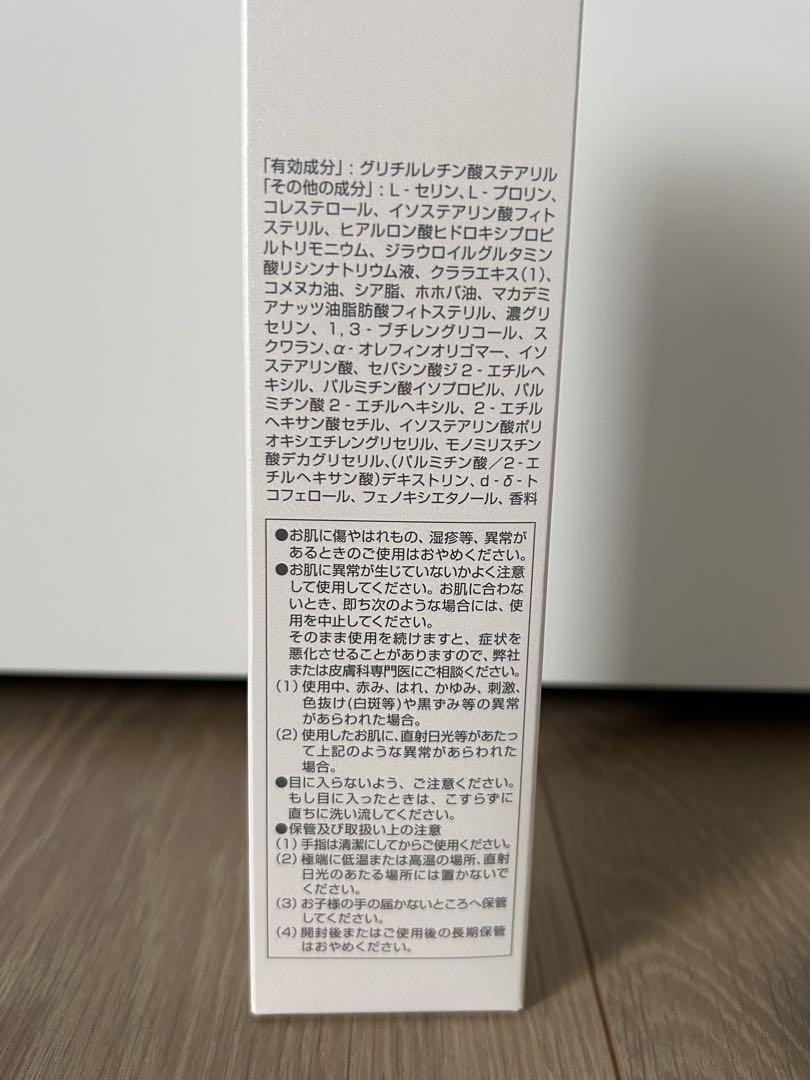 「有効成分」: グリチルレチン酸ステアリル
「その他の成分」: L - セリン、L - プロリン、
コレステロール、イソステアリン酸フィト
ステリル、ヒアルロン酸ヒドロキシプロピ
ルトリモニウム、ジラウロイルグルタミン
酸リシンナトリウム液、クララエキス(1)、
コメヌカ油、シア脂、ホホバ油、マカデミ
アナッツ油脂肪酸フィトステリル、濃グリ
セリン、1,3 - ブチレングリコール、ス
クワラン、α - オレフィンオリゴマー、イソ
ステアリン酸、セバシン酸ジ2 - エチルヘ
キシル、パルミチン酸イソプロピル、パル
ミチン酸2 - エチルヘキシル、2 - エチル
ヘキサン酸セチル、イソステアリン酸ポリ
オキシエチレングリセリル、モノミリスチン
酸デカグリセリル、(パルミチン酸／2 - エ
チルヘキサン酸)デキストリン、d - δ - ト
コフェロール、フェノキシエタノール、香料
●お肌に傷やはれもの、湿疹等、異常が
あるときのご使用はおやめください。
●お肌に異常が生じていないかよく注意
して使用してください。お肌に合わな
いとき、即ち次のような場合には、使
用を中止してください。
そのまま使用を続けますと、症状を
悪化させることがありますので、弊社
または皮膚科専門医にご相談ください。
(1) 使用中、赤み、はれ、かゆみ、刺激、
色抜け(白斑等)や黒ずみ等の異常
があらわれた場合。
(2) 使用したお肌に、直射日光等があたっ
て上記のような異常があらわれた
場合。
●目に入らないよう、ご注意ください。
もし目に入ったときは、こすらずに
直ちに洗い流してください。
●保管及び取扱い上の注意
(1) 手指は清潔にしてからご使用ください。
(2) 極端に低温または高温の場所、直射
日光のあたる場所には置かないで
ください。
(3) お子様の手の届かないところへ保管
してください。
(4) 開封後またはご使用後の長期保管
はおやめください。